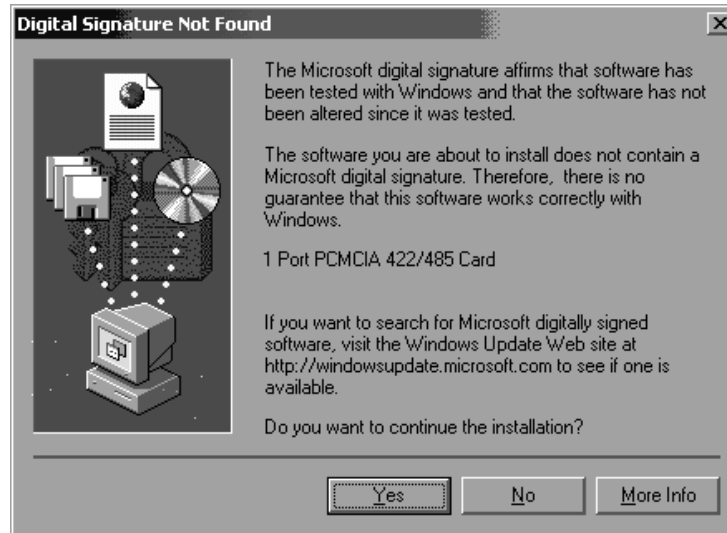 Digital Signature Not Found
The Microsoft digital signature affirms that software has
been tested with Windows and that the software has not
been altered since it was tested.
The software you are about to install does not contain a
Microsoft digital signature. Therefore, there is no
guarantee that this software works correctly with
Windows.
1 Port PCMCIA 422/485 Card
If you want to search for Microsoft digitally signed
software, visit the Windows Update Web site at
http://windowsupdate.microsoft.com to see if one is
available.
Do you want to continue the installation?
Yes No More Info